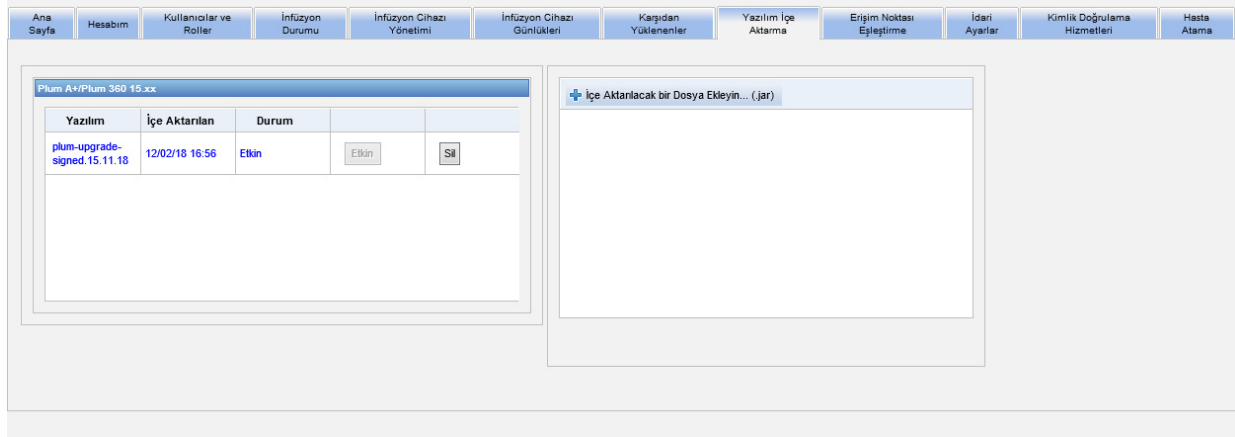 Ana
Sayfa
Hesabım
Kullanıcılar ve
Roller
İnfüzyon
Durumu
İnfüzyon Cihazı
Yönetimi
İnfüzyon Cihazı
Günlükleri
Karşıdan
Yüklenenler
Yazılım İçe
Aktarma
Erişim Noktası
Eşleştirme
İdari
Ayarlar
Kimlik Doğrulama
Hizmetleri
Hasta
Atama
Plum A+/Plum 360 15.xx
Yazılım İçe Aktarılan Durum
plum-upgrade-
signed.15.11.18
12/02/18 16:56 Etkin Etkin Sil
İçe Aktarılacak bir Dosya Ekleyin... (.jar)